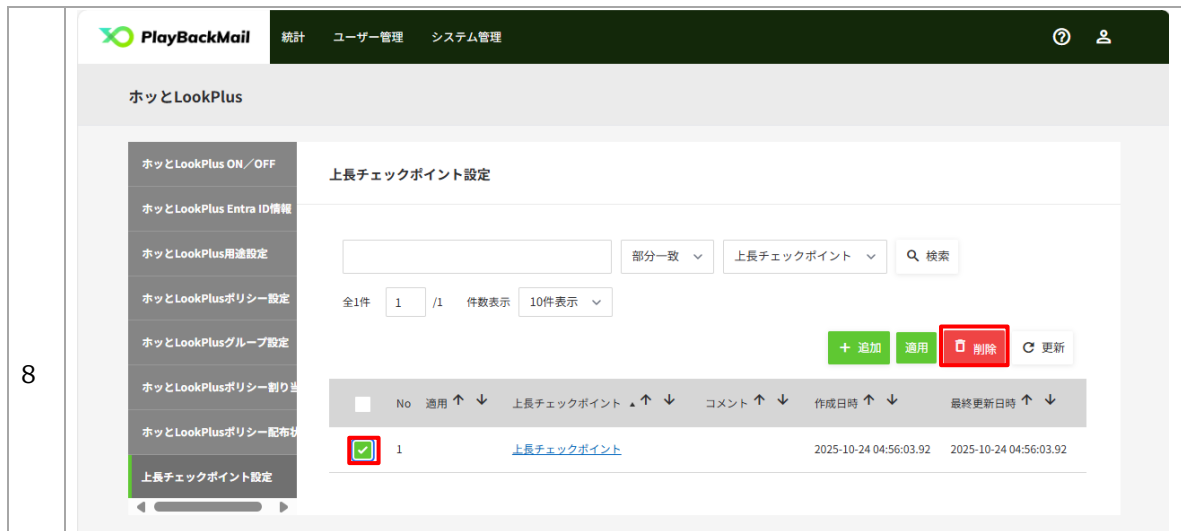 8
PlayBackMail 統計 ユーザー管理 システム管理
ホッとLookPlus
ホッとLookPlus ON／OFF
ホッとLookPlus Entra ID情報
ホッとLookPlus用途設定
ホッとLookPlusポリシー設定
ホッとLookPlusグループ設定
ホッとLookPlusポリシー割り当
ホッとLookPlusポリシー配布状
上長チェックポイント設定
上長チェックポイント設定
部分一致 上長チェックポイント 検索
全1件 1 /1 件数表示 10件表示
+ 追加 適用 削除 更新
No 適用 上長チェックポイント コメント 作成日時 最終更新日時
1 上長チェックポイント 2025-10-24 04:56:03.92 2025-10-24 04:56:03.92